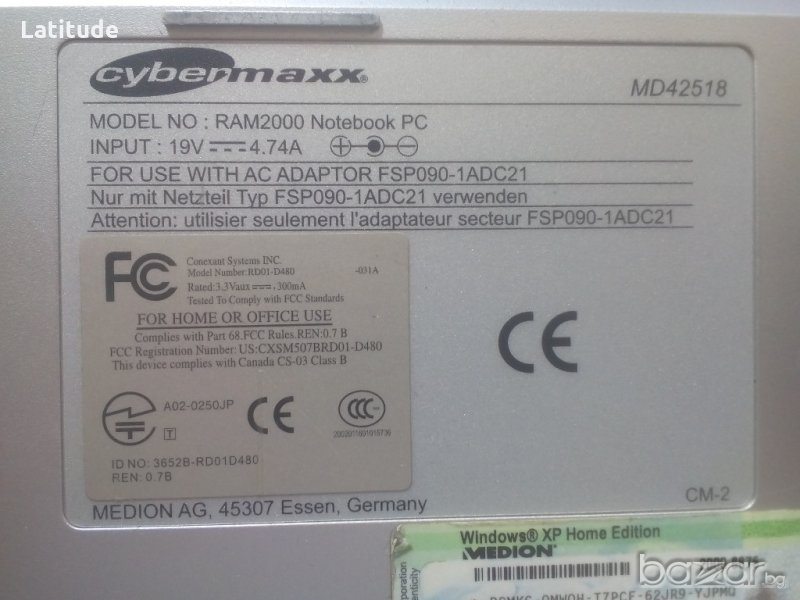 Latitude
cybermaxx®
MD42518
MODEL NO : RAM2000 Notebook PC
INPUT : 19V 4.74A
FOR USE WITH AC ADAPTOR FSP090-1ADC21
Nur mit Netzteil Typ FSP090-1ADC21 verwenden
Attention: utilisier seulement l'adaptateur secteur FSP090-1ADC21
FC
Conexant Systems INC.
Model Number:RD01-D480 -031A
Rated:3.3Vaux , 300mA
Tested To Comply with FCC Standards
FOR HOME OR OFFICE USE
Complies with Part 68.FCC Rules.REN:0.7 B
FCC Registration Number: US:CXSM507BRD01-D480
This device complies with Canada CS-03 Class B
CE
A02-0250JP
T
CE
CCC
ID NO: 3652B-RD01D480
REN: 0.7B
MEDION AG, 45307 Essen, Germany
CM-2
Windows® XP Home Edition
MEDION
bazar.bg